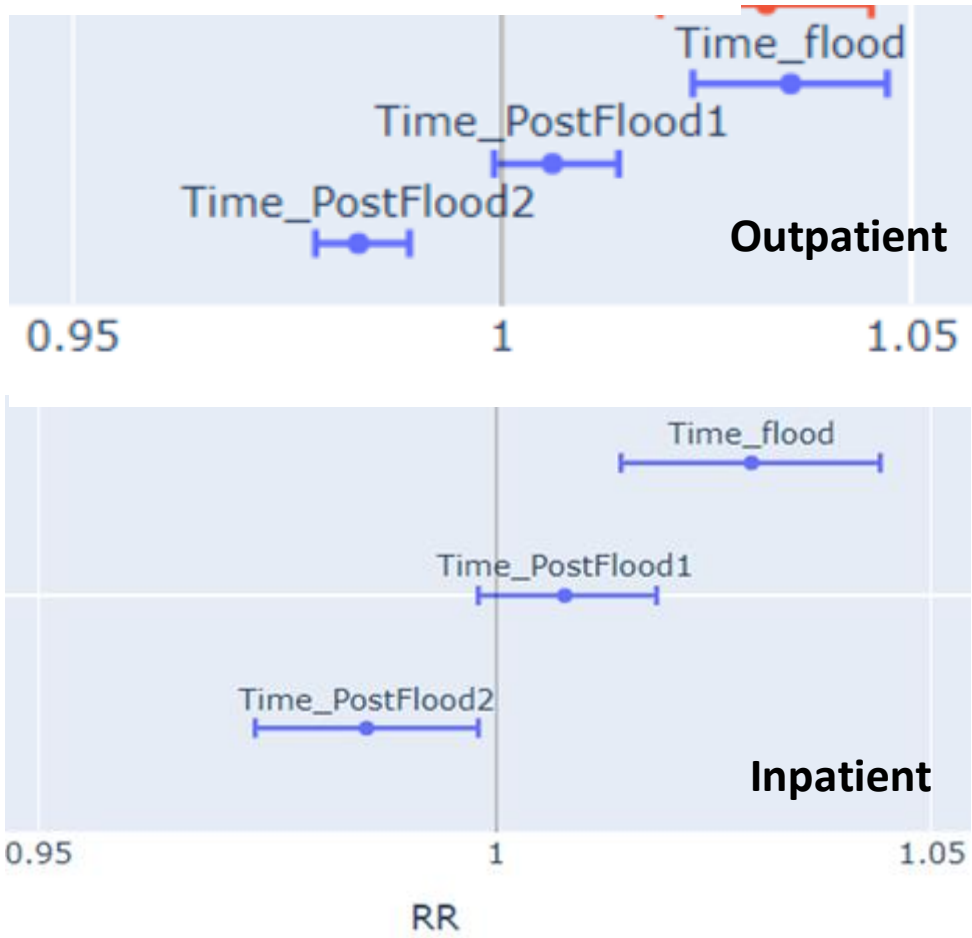 Time_flood
Time_PostFlood1
Time_PostFlood2
Outpatient
0.95 1 1.05
Time_flood
Time_PostFlood1
Time_PostFlood2
Inpatient
0.95 1 1.05
RR